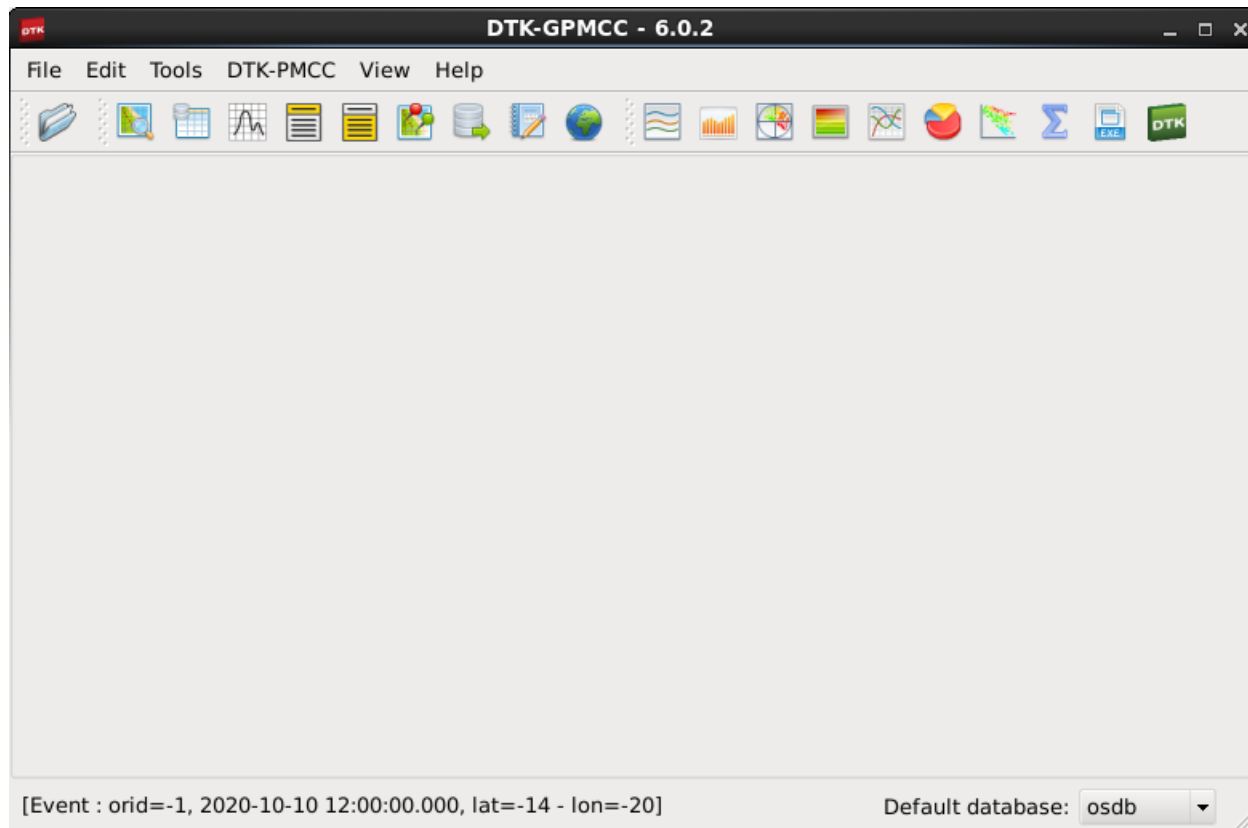 DTK
DTK-GPMCC - 6.0.2
File Edit Tools DTK-PMCC View Help
EXE
DTK
[Event : orid=-1, 2020-10-10 12:00:00.000, lat=-14 - lon=-20]
Default database: osdb